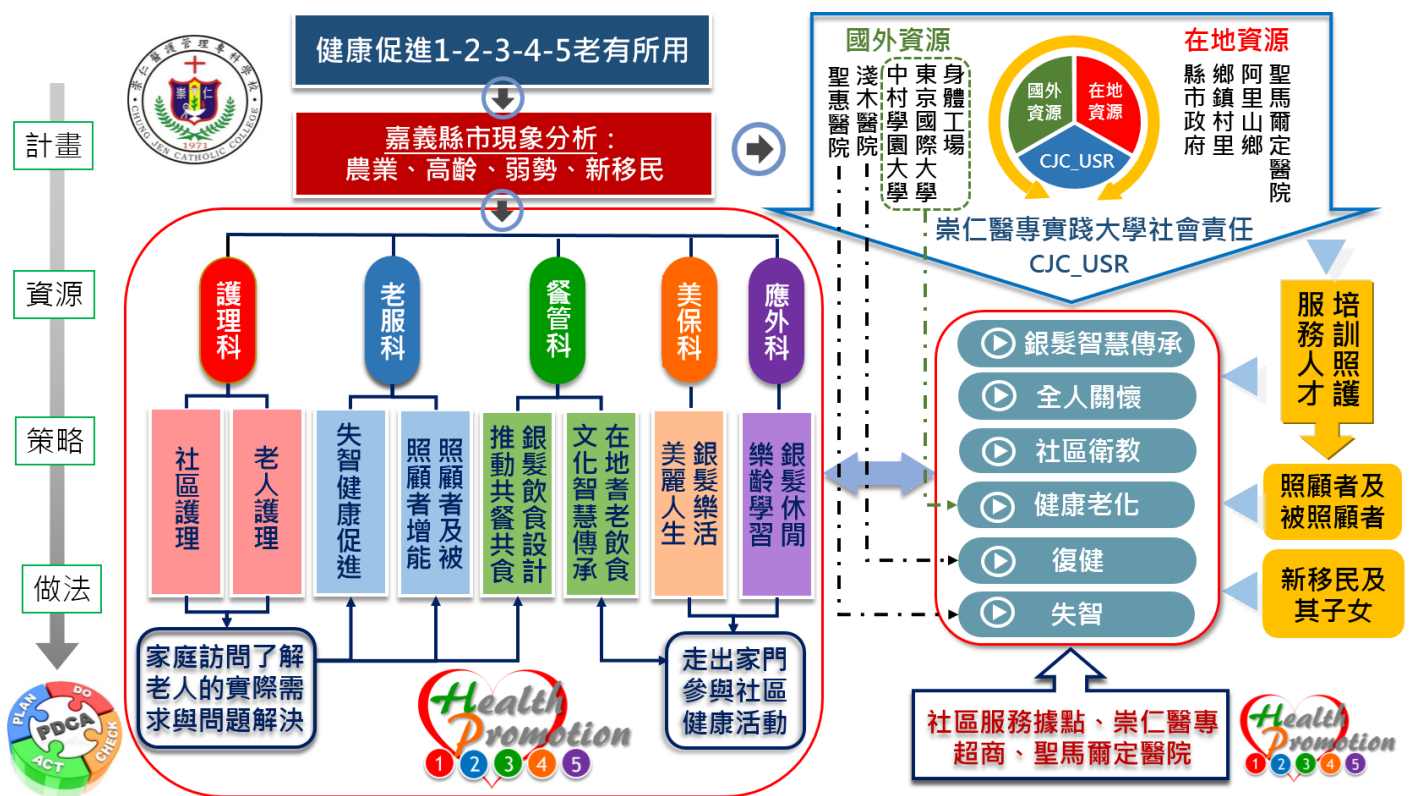 崇仁醫護管理專科學校
崇仁
1971
CHUNG JEN CATHOLIC COLLEGE
健康促進1-2-3-4-5老有所用
嘉義縣市現象分析：
農業、高齡、弱勢、新移民
計畫
資源
策略
做法
PLAN
DO
CHECK
ACT
PDCA
國外資源
聖惠醫院
淺木醫院
中村學園大學
東京國際大學
身體工場
國外
資源
在地
資源
CJC_USR
在地資源
縣市政府
鄉鎮村里
阿里山鄉
聖馬爾定醫院
崇仁醫專實踐大學社會責任
CJC_USR
護理科
老服科
餐管科
美保科
應外科
社區護理
老人護理
失智健康促進
照顧者及被
照顧者增能
銀髮飲食設計
推動共餐共食
在地耆老飲食
文化智慧傳承
銀髮樂活
美麗人生
銀髮休閒
樂齡學習
家庭訪問了解
老人的實際需
求與問題解決
走出家門
參與社區
健康活動
Health
Promotion
1 2 3 4 5
銀髮智慧傳承
全人關懷
社區衛教
健康老化
復健
失智
培訓照護
服務人才
照顧者及
被照顧者
新移民及
其子女
社區服務據點、崇仁醫專
超商、聖馬爾定醫院
Health
Promotion
1 2 3 4 5